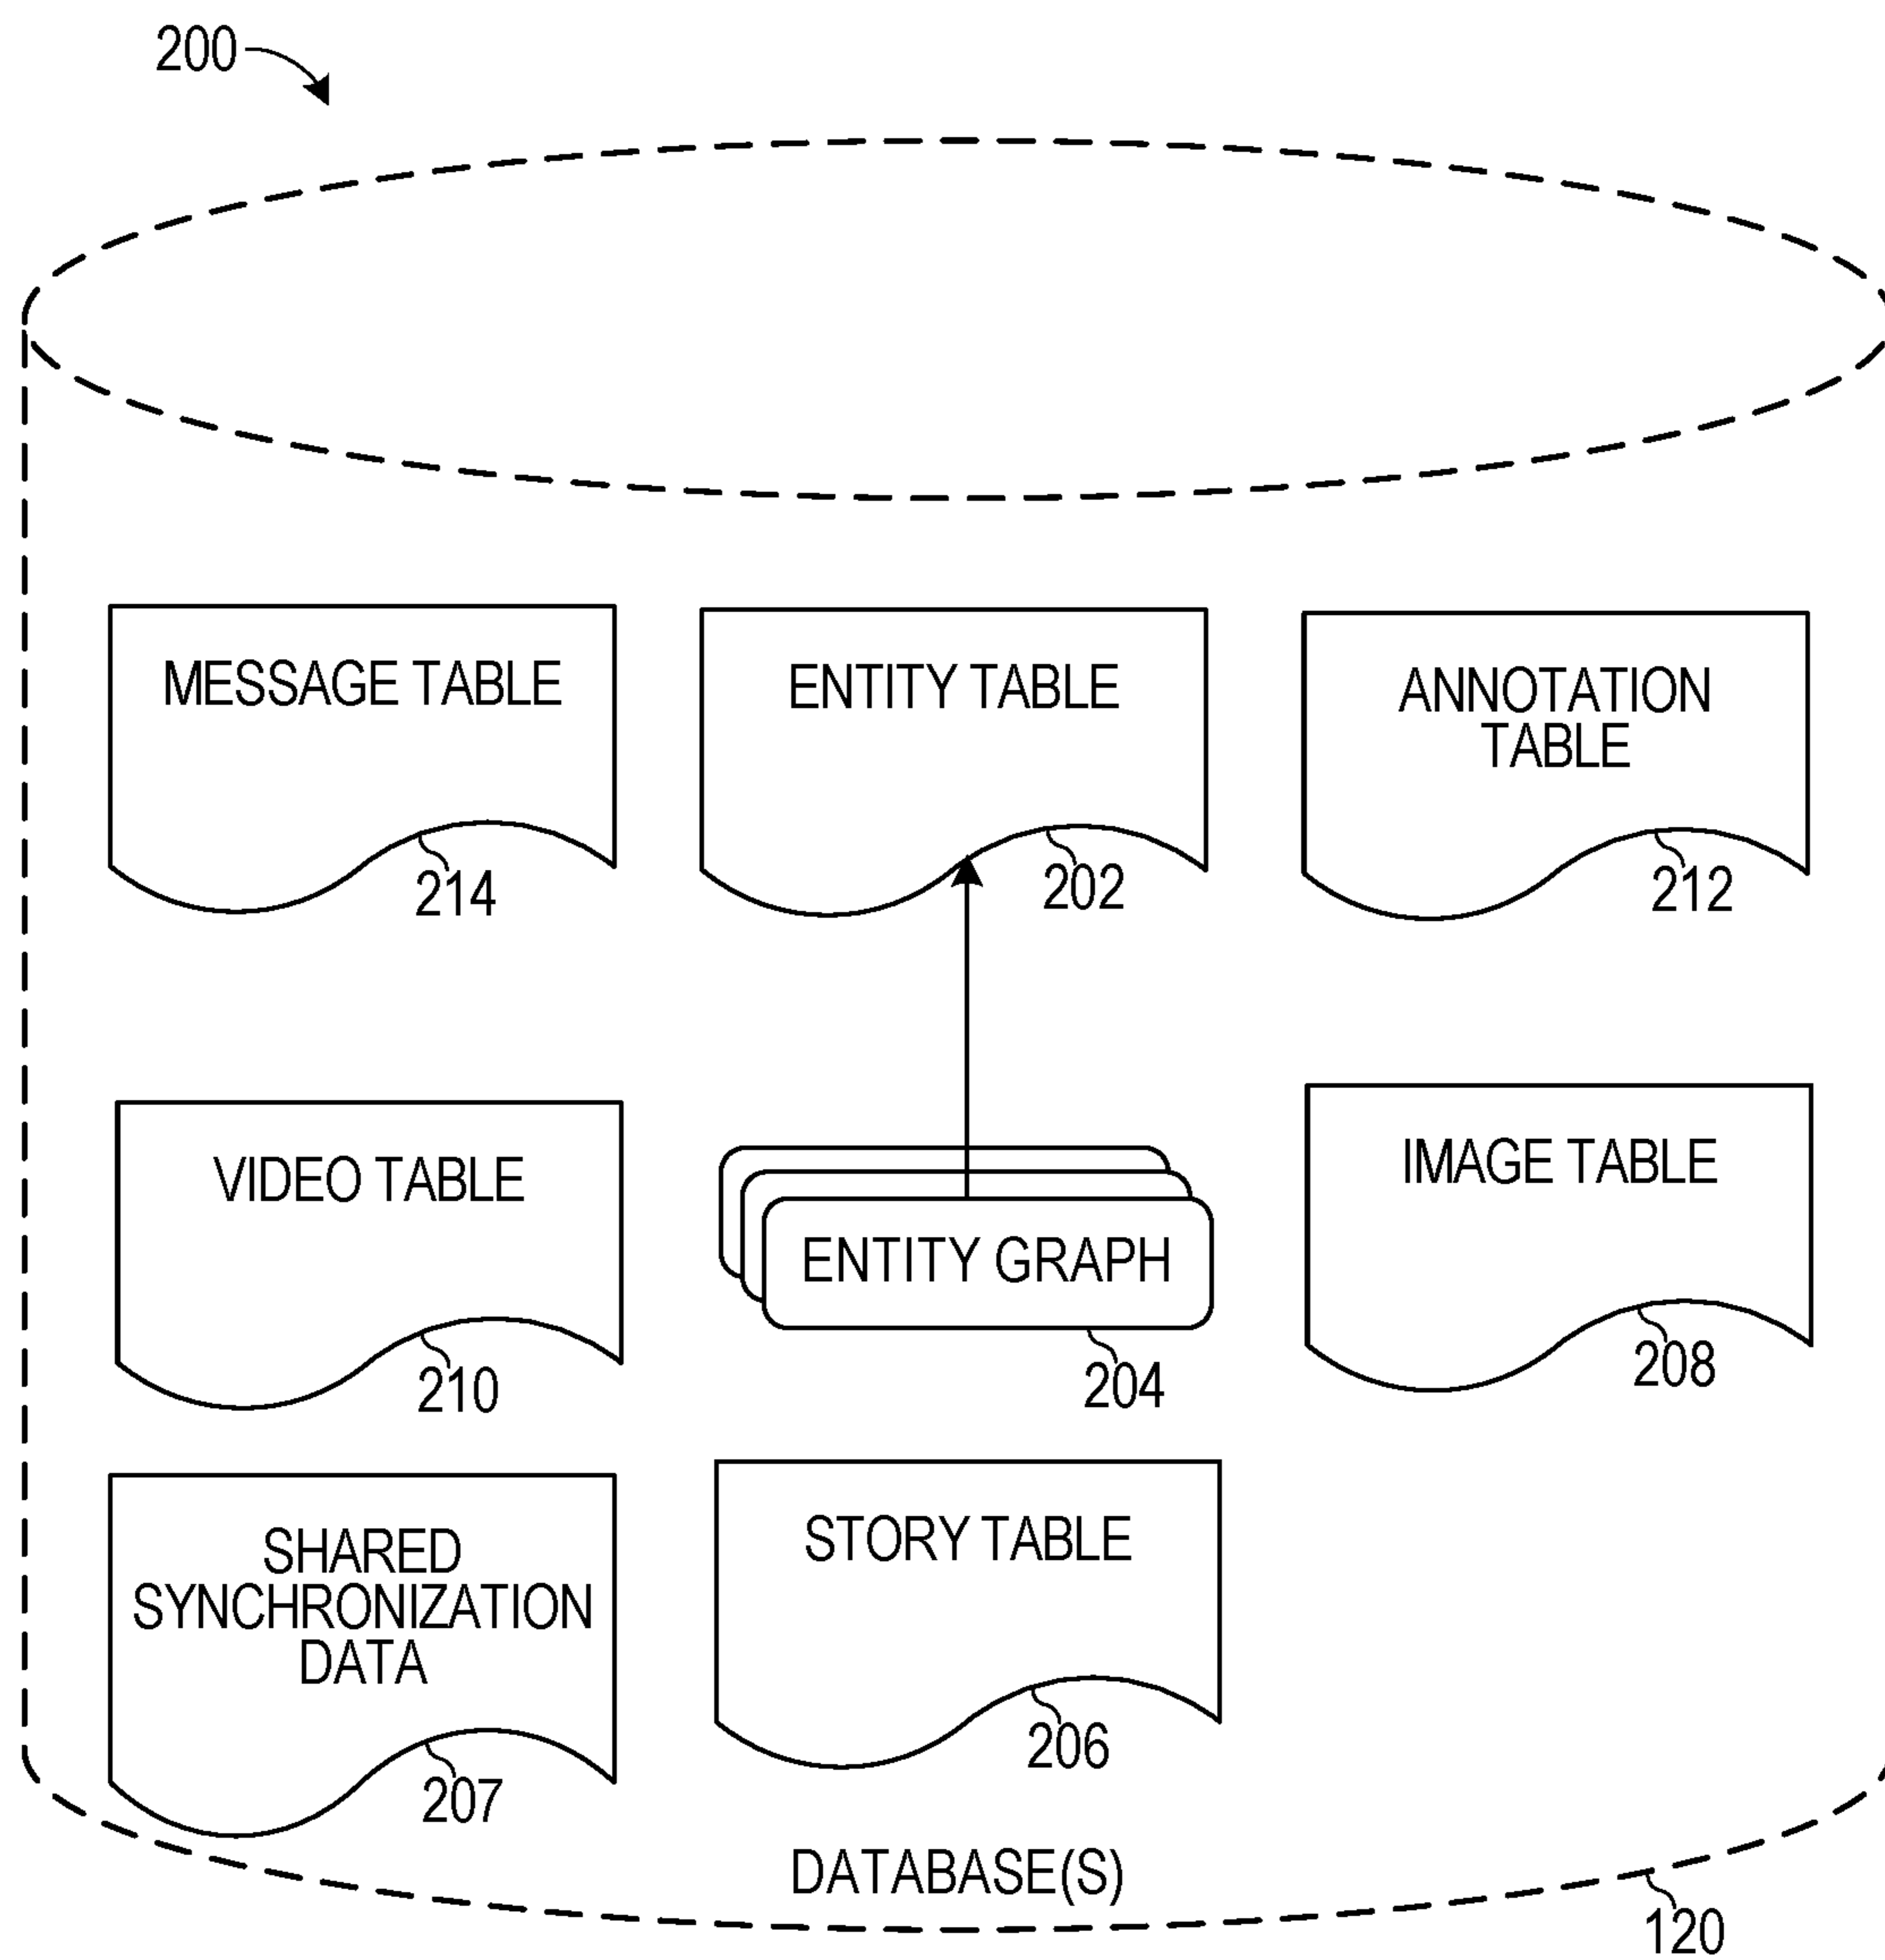 200
MESSAGE TABLE
214
ENTITY TABLE
202
ANNOTATION
TABLE
212
VIDEO TABLE
210
ENTITY GRAPH
204
IMAGE TABLE
208
SHARED
SYNCHRONIZATION
DATA
207
STORY TABLE
206
DATABASE(S)
120